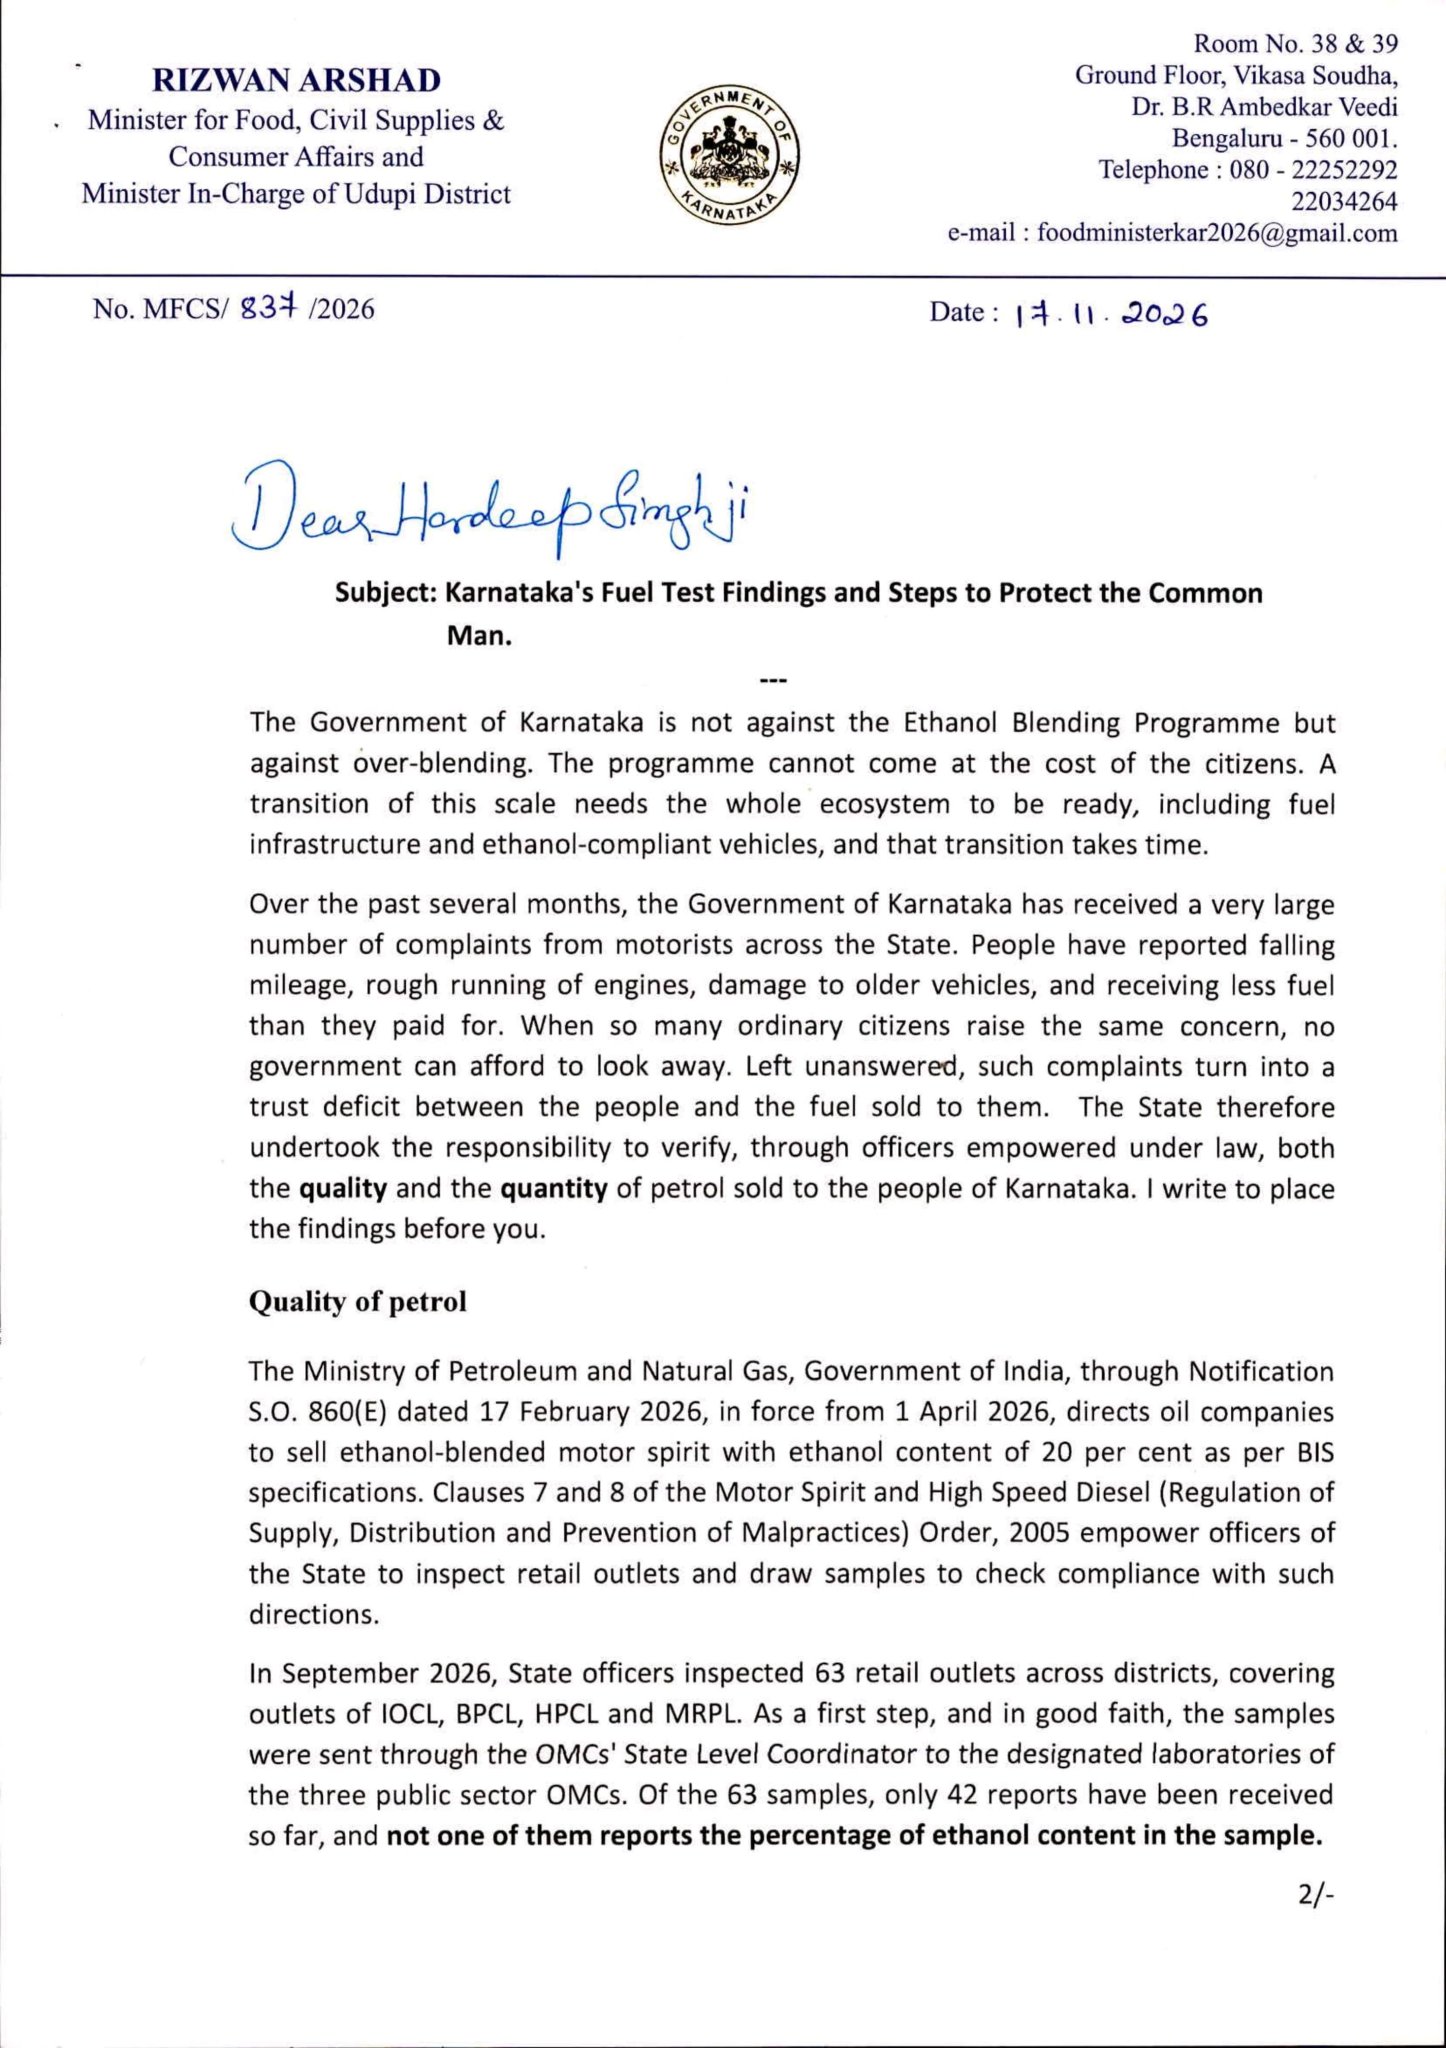 RIZWAN ARSHAD
Minister for Food, Civil Supplies &
Consumer Affairs and
Minister In-Charge of Udupi District
GOVERNMENT OF
KARNATAKA
Room No. 38 & 39
Ground Floor, Vikasa Soudha,
Dr. B.R Ambedkar Veedi
Bengaluru - 560 001.
Telephone : 080 - 22252292
22034264
e-mail : foodministerkar2026@gmail.com
No. MFCS/ 837 /2026
Date : 17.11.2026
Dear Hardeep Singh ji
Subject: Karnataka's Fuel Test Findings and Steps to Protect the Common
Man.
---
The Government of Karnataka is not against the Ethanol Blending Programme but
against over-blending. The programme cannot come at the cost of the citizens. A
transition of this scale needs the whole ecosystem to be ready, including fuel
infrastructure and ethanol-compliant vehicles, and that transition takes time.
Over the past several months, the Government of Karnataka has received a very large
number of complaints from motorists across the State. People have reported falling
mileage, rough running of engines, damage to older vehicles, and receiving less fuel
than they paid for. When so many ordinary citizens raise the same concern, no
government can afford to look away. Left unanswered, such complaints turn into a
trust deficit between the people and the fuel sold to them. The State therefore
undertook the responsibility to verify, through officers empowered under law, both
the quality and the quantity of petrol sold to the people of Karnataka. I write to place
the findings before you.
Quality of petrol
The Ministry of Petroleum and Natural Gas, Government of India, through Notification
S.O. 860(E) dated 17 February 2026, in force from 1 April 2026, directs oil companies
to sell ethanol-blended motor spirit with ethanol content of 20 per cent as per BIS
specifications. Clauses 7 and 8 of the Motor Spirit and High Speed Diesel (Regulation of
Supply, Distribution and Prevention of Malpractices) Order, 2005 empower officers of
the State to inspect retail outlets and draw samples to check compliance with such
directions.
In September 2026, State officers inspected 63 retail outlets across districts, covering
outlets of IOCL, BPCL, HPCL and MRPL. As a first step, and in good faith, the samples
were sent through the OMCs' State Level Coordinator to the designated laboratories of
the three public sector OMCs. Of the 63 samples, only 42 reports have been received
so far, and not one of them reports the percentage of ethanol content in the sample.
2/-